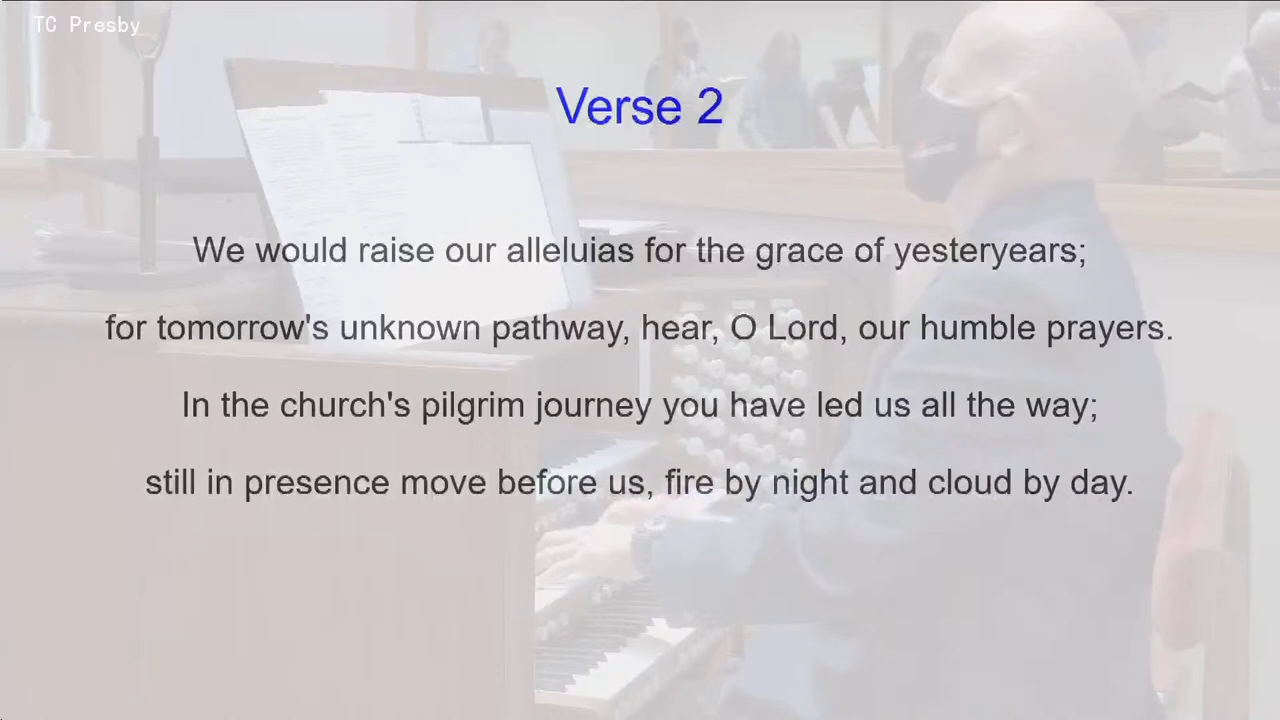 TC Presby
Verse 2
We would raise our alleluias for the grace of yesteryears;
for tomorrow's unknown pathway, hear, O Lord, our humble prayers.
In the church's pilgrim journey you have led us all the way;
still in presence move before us, fire by night and cloud by day.